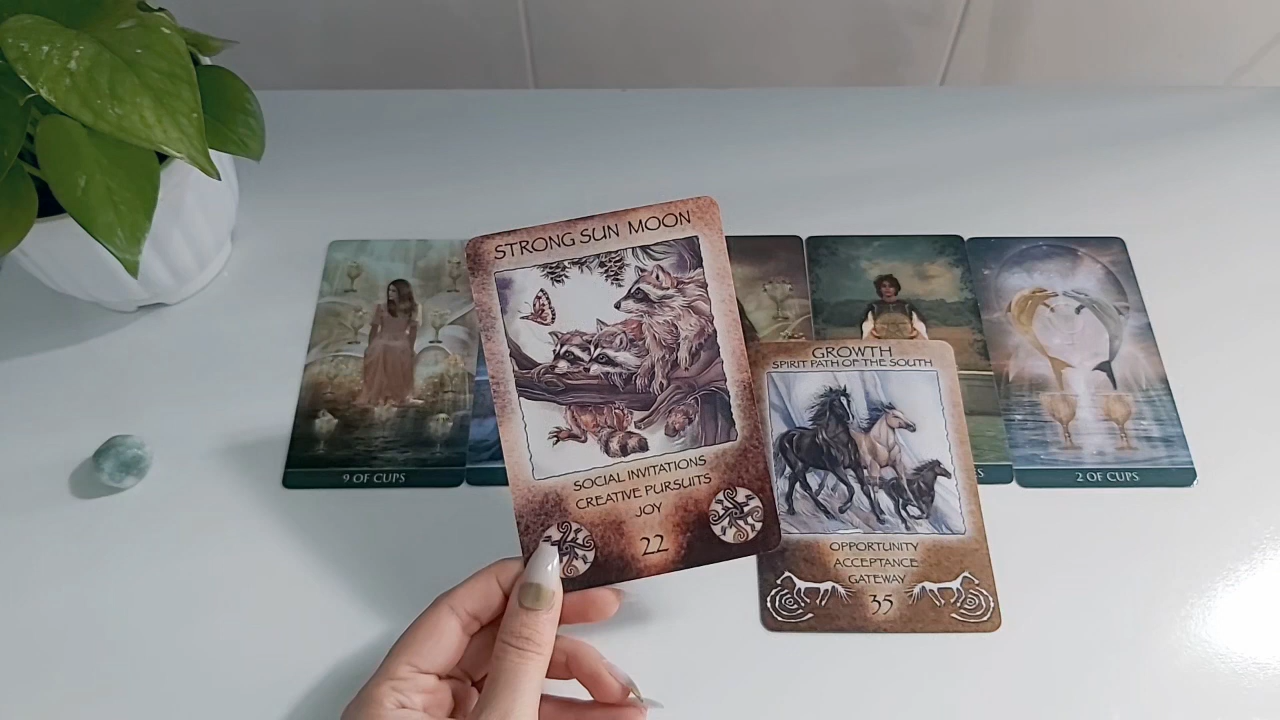 STRONG SUN MOON
SOCIAL INVITATIONS
CREATIVE PURSUITS
JOY
22
GROWTH
SPIRIT PATH OF THE SOUTH
OPPORTUNITY
ACCEPTANCE
GATEWAY
35
9 OF CUPS
2 OF CUPS